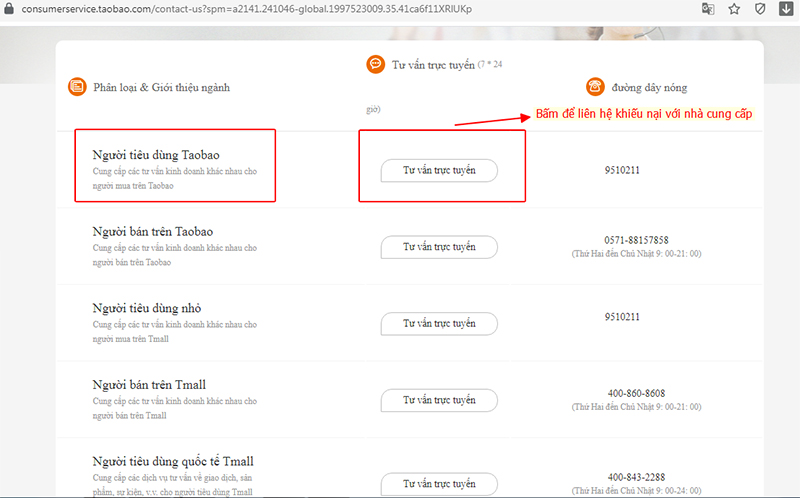 consumerservice.taobao.com/contact-us?spm=a2141.241046-global.1997523009.35.41ca6f11XRIUKp
Phân loại & Giới thiệu ngành
Tư vấn trực tuyến (7 * 24
giờ)
đường dây nóng
Bấm để liên hệ khiếu nại với nhà cung cấp
Người tiêu dùng Taobao
Cung cấp các tư vấn kinh doanh khác nhau cho
người mua trên Taobao
Tư vấn trực tuyến
9510211
Người bán trên Taobao
Cung cấp các tư vấn kinh doanh khác nhau cho
người bán trên Taobao
Tư vấn trực tuyến
0571-88157858
(Thứ Hai đến Chủ Nhật 9: 00-21: 00)
Người tiêu dùng nhỏ
Cung cấp các tư vấn kinh doanh khác nhau cho
người mua trên Tmall
Tư vấn trực tuyến
9510211
Người bán trên Tmall
Cung cấp các tư vấn kinh doanh khác nhau cho
người bán trên Tmall
Tư vấn trực tuyến
400-860-8608
(Thứ Hai đến Chủ Nhật 9: 00-21: 00)
Người tiêu dùng quốc tế Tmall
Cung cấp các dịch vụ tư vấn về giao dịch, sản
phẩm, sự kiện, v.v. cho người tiêu dùng Tmall
Tư vấn trực tuyến
400-843-2288
(Thứ Hai đến Chủ Nhật 9: 00-24: 00)